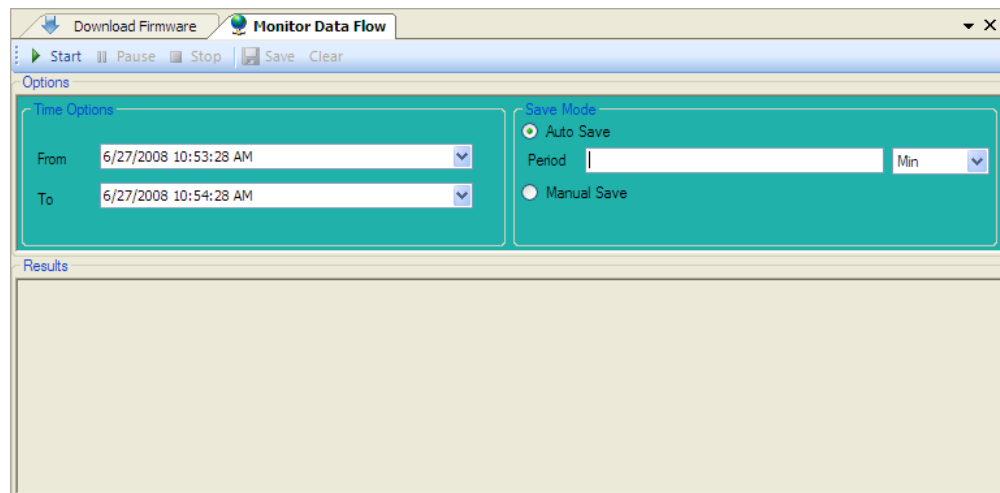 Download Firmware Monitor Data Flow
Start Pause Stop Save Clear
Options
Time Options
From 6/27/2008 10:53:28 AM
To 6/27/2008 10:54:28 AM
Save Mode
Auto Save
Period Min
Manual Save
Results